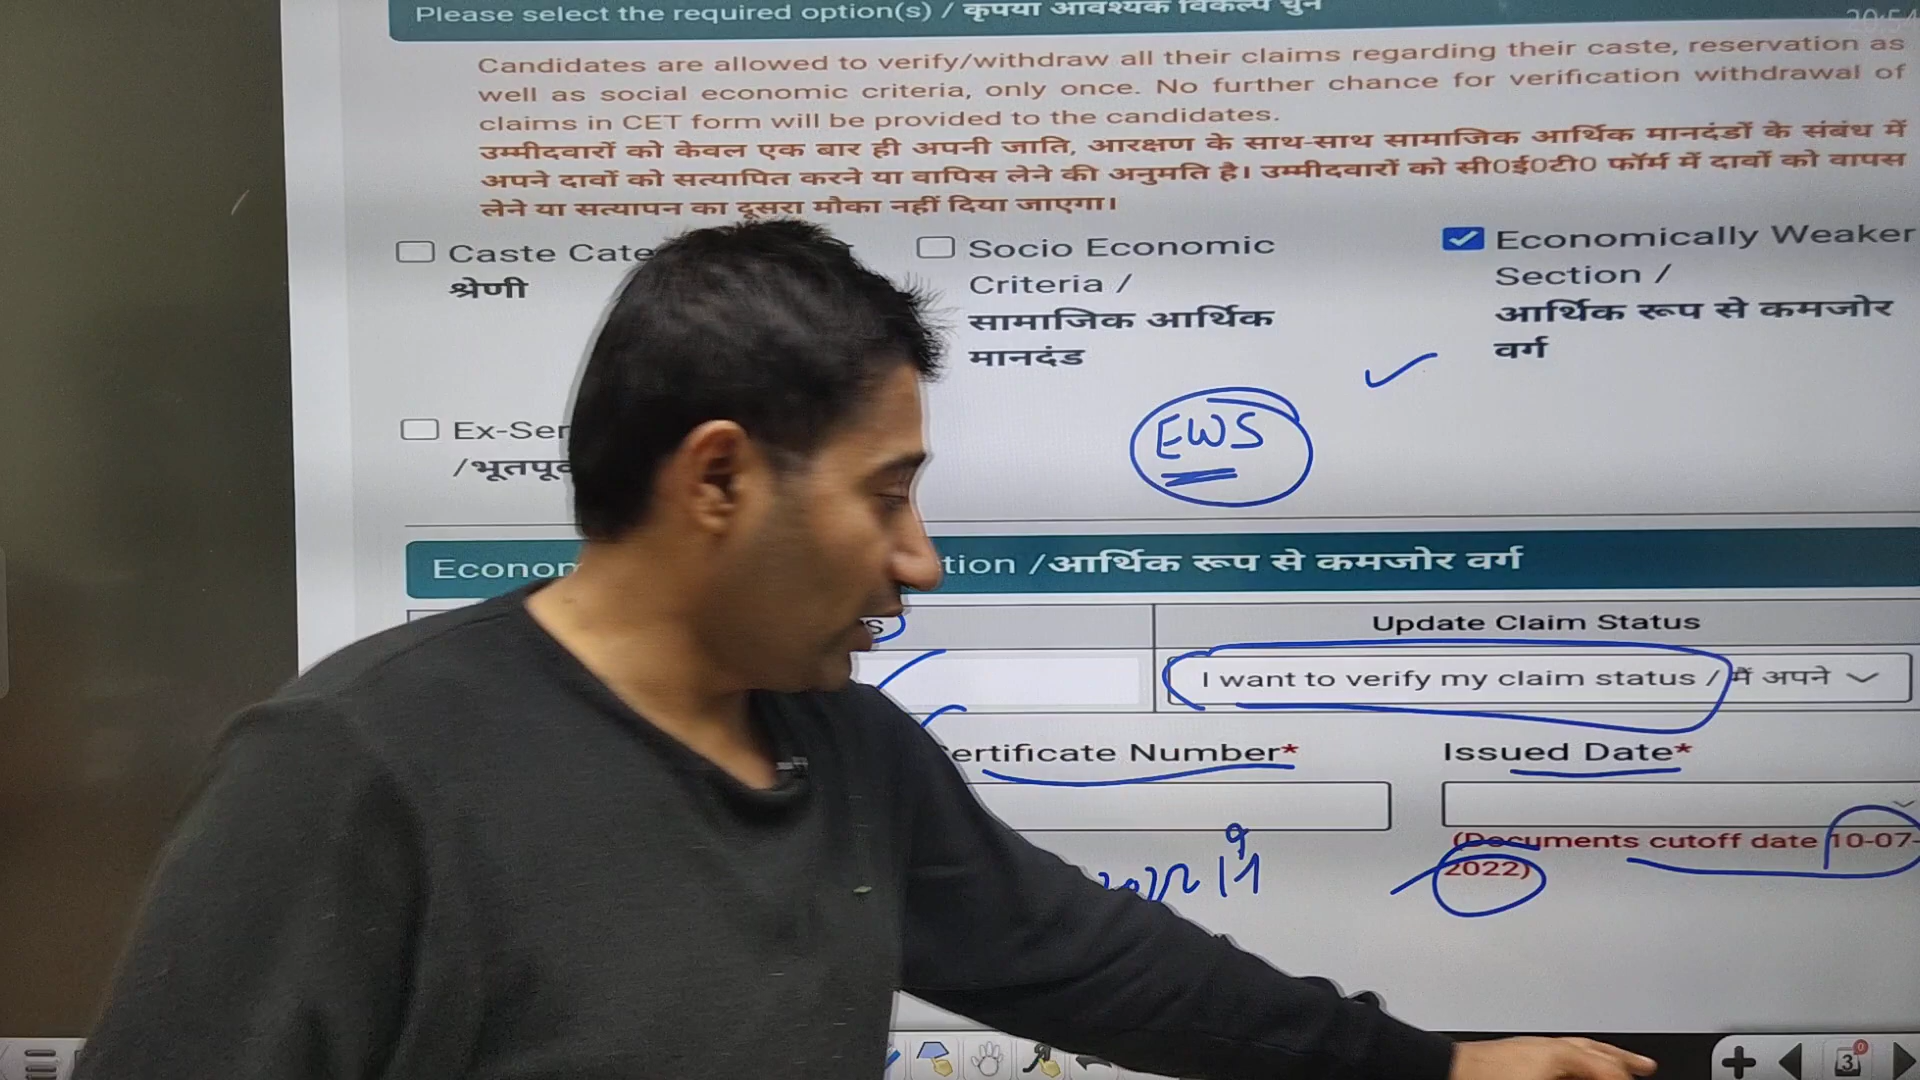 Please select the required option(s) / कृपया आवश्यक विकल्प चुनें
20:54
Candidates are allowed to verify/withdraw all their claims regarding their caste, reservation as
well as social economic criteria, only once. No further chance for verification withdrawal of
claims in CET form will be provided to the candidates.
उम्मीदवारों को केवल एक बार ही अपनी जाति, आरक्षण के साथ-साथ सामाजिक आर्थिक मानदंडों के संबंध में
अपने दावों को सत्यापित करने या वापिस लेने की अनुमति है। उम्मीदवारों को सी0ई0टी0 फॉर्म में दावों को वापस
लेने या सत्यापन का दूसरा मौका नहीं दिया जाएगा।
Caste Cate
श्रेणी
Socio Economic
Criteria /
सामाजिक आर्थिक
मानदंड
Economically Weaker
Section /
आर्थिक रूप से कमजोर
वर्ग
EWS
Ex-Ser
/भूतपू
Econom
tion /आर्थिक रूप से कमजोर वर्ग
s
Update Claim Status
I want to verify my claim status / मैं अपने
ertificate Number*
Issued Date*
(Documents cutoff date 10-07-
2022)
3
0